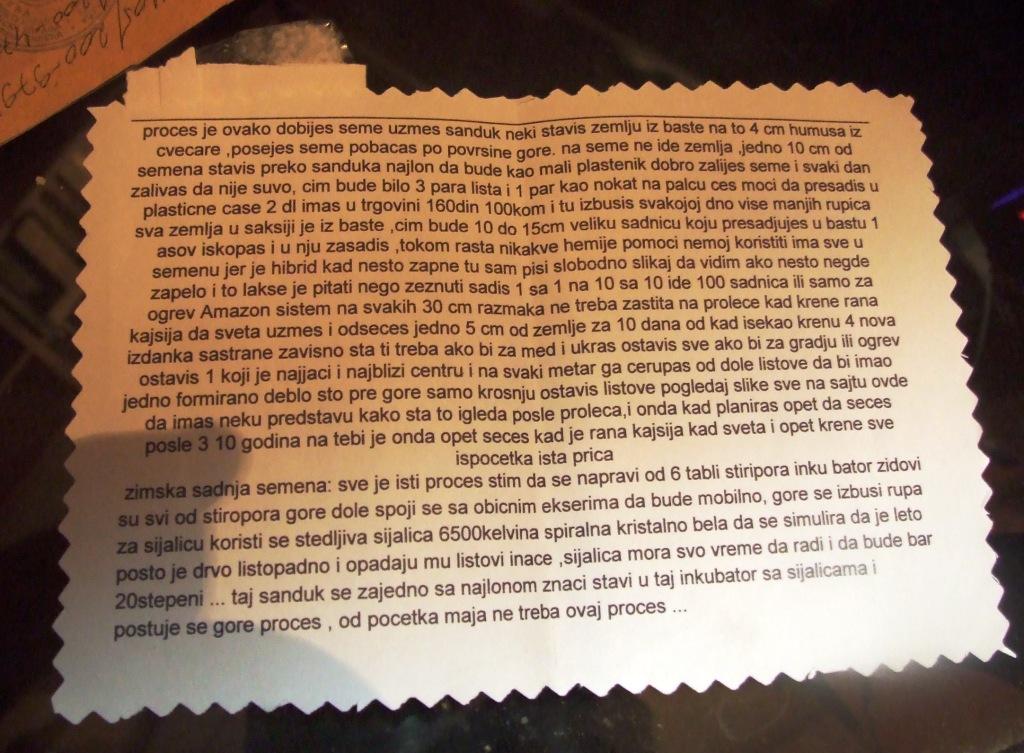 proces je ovako dobijes seme uzmes sanduk neki stavis zemlju iz baste na to 4 cm humusa iz
cvecare ,posejes seme pobacas po povrsine gore. na seme ne ide zemlja ,jedno 10 cm od
semena stavis preko sanduka najlon da bude kao mali plastenik dobro zalijes seme i svaki dan
zalivas da nije suvo, cim bude bilo 3 para lista i 1 par kao nokat na palcu ces moci da presadis u
plasticne case 2 dl imas u trgovini 160din 100kom i tu izbusis svakojoj dno vise manjih rupica
sva zemlja u saksiji je iz baste ,cim bude 10 do 15cm veliku sadnicu koju presadjujes u bastu 1
asov iskopas i u nju zasadis ,tokom rasta nikakve hemije pomoci nemoj koristiti ima sve u
semenu jer je hibrid kad nesto zapne tu sam pisi slobodno slikaj da vidim ako nesto negde
zapelo i to lakse je pitati nego zeznuti sadis 1 sa 1 na 10 sa 10 ide 100 sadnica ili samo za
ogrev Amazon sistem na svakih 30 cm razmaka ne treba zastita na prolece kad krene rana
kajsija da sveta uzmes i odseces jedno 5 cm od zemlje za 10 dana od kad isekao krenu 4 nova
izdanka sastrane zavisno sta ti treba ako bi za med i ukras ostavis sve ako bi za gradju ili ogrev
ostavis 1 koji je najjaci i najblizi centru i na svaki metar ga cerupas od dole listove da bi imao
jedno formirano deblo sto pre gore samo krosnju ostavis listove pogledaj slike sve na sajtu ovde
da imas neku predstavu kako sta to igleda posle proleca,i onda kad planiras opet da seces
posle 3 10 godina na tebi je onda opet seces kad je rana kajsija kad sveta i opet krene sve
ispocetka ista prica
zimska sadnja semena: sve je isti proces stim da se napravi od 6 tabli stiripora inku bator zidovi
su svi od stiropora gore dole spoji se sa obicnim ekserima da bude mobilno, gore se izbusi rupa
za sijalicu koristi se stedljiva sijalica 6500kelvina spiralna kristalno bela da se simulira da je leto
posto je drvo listopadno i opadaju mu listovi inace ,sijalica mora svo vreme da radi i da bude bar
20stepeni ... taj sanduk se zajedno sa najlonom znaci stavi u taj inkubator sa sijalicama i
postuje se gore proces , od pocetka maja ne treba ovaj proces ...